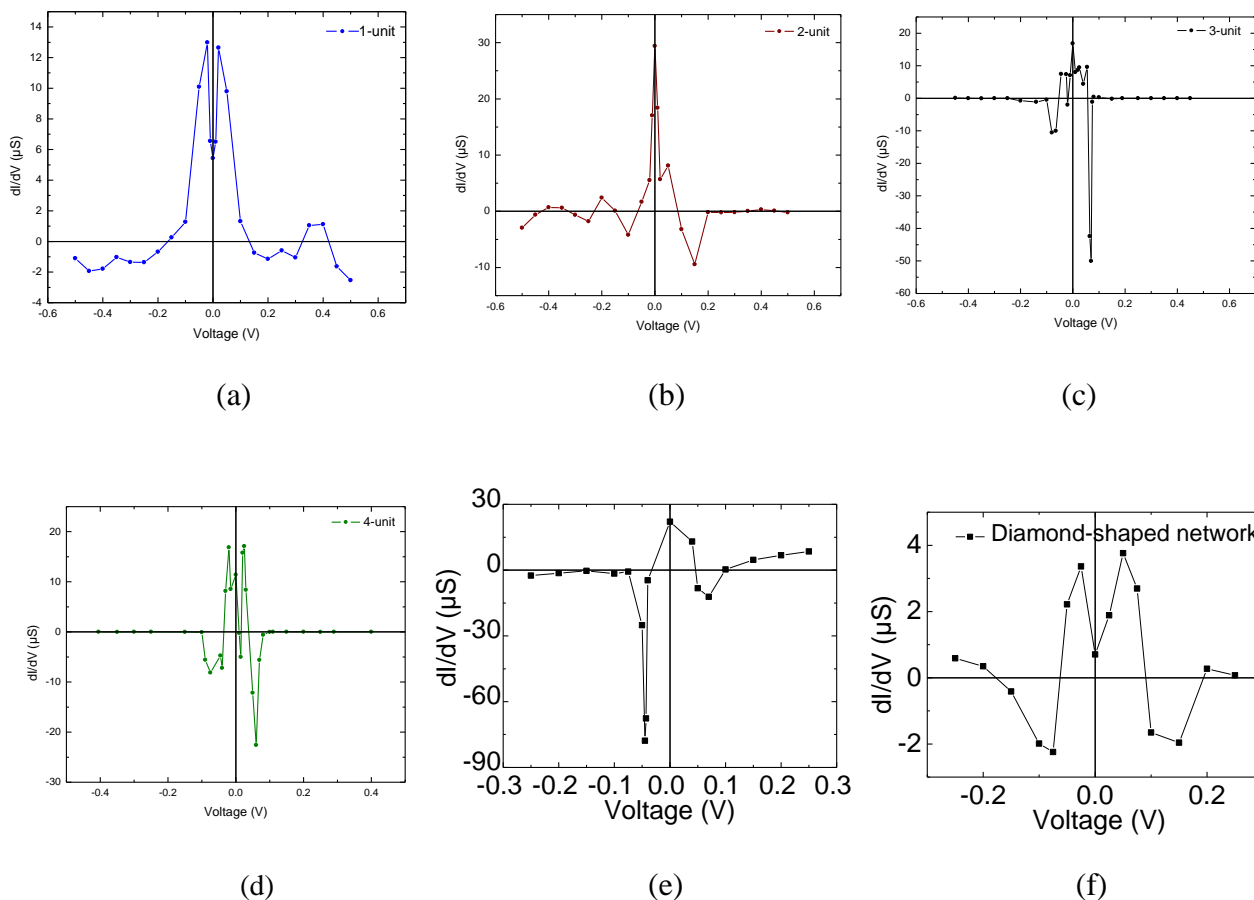 1-unit
14
12
10
8
6
4
2
0
-2
-4
dI/dV (µS)
-0.6 -0.4 -0.2 0.0 0.2 0.4 0.6
Voltage (V)
(a)
2-unit
30
20
10
0
-10
dI/dV (µS)
-0.6 -0.4 -0.2 0.0 0.2 0.4 0.6
Voltage (V)
(b)
3-unit
20
10
0
-10
-20
-30
-40
-50
-60
dI/dV (µS)
-0.6 -0.4 -0.2 0.0 0.2 0.4 0.6
Voltage (V)
(c)
4-unit
20
10
0
-10
-20
-30
dI/dV (µS)
-0.4 -0.2 0.0 0.2 0.4
Voltage (V)
(d)
30
0
-30
-60
-90
dI/dV (µS)
-0.3 -0.2 -0.1 0.0 0.1 0.2 0.3
Voltage (V)
(e)
Diamond-shaped network
4
2
0
-2
dI/dV (µS)
-0.2 0.0 0.2
Voltage (V)
(f)